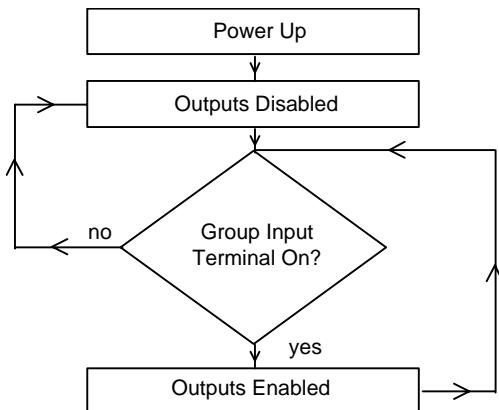 Power Up
Outputs Disabled
no
Group Input
Terminal On?
yes
Outputs Enabled